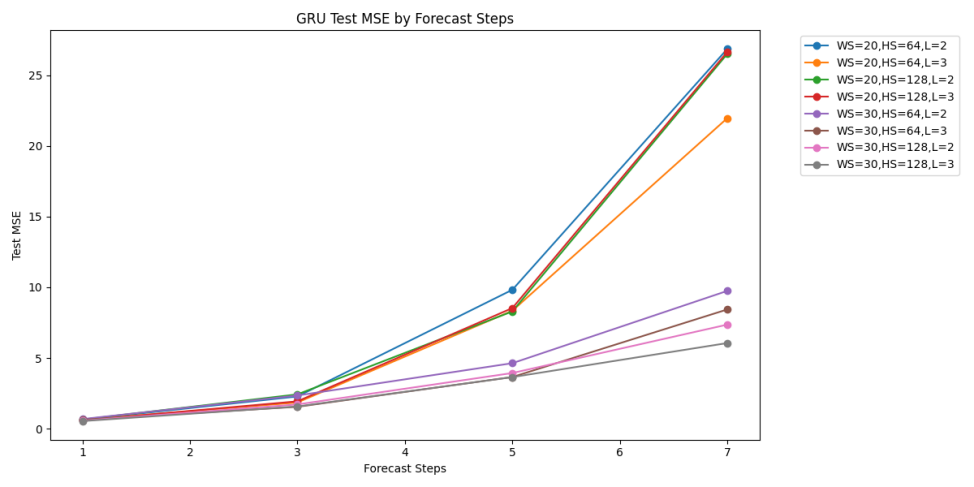 GRU Test MSE by Forecast Steps
WS=20,HS=64,L=2
WS=20,HS=64,L=3
WS=20,HS=128,L=2
WS=20,HS=128,L=3
WS=30,HS=64,L=2
WS=30,HS=64,L=3
WS=30,HS=128,L=2
WS=30,HS=128,L=3
Test MSE
25
20
15
10
5
0
1
2
3
4
5
6
7
Forecast Steps